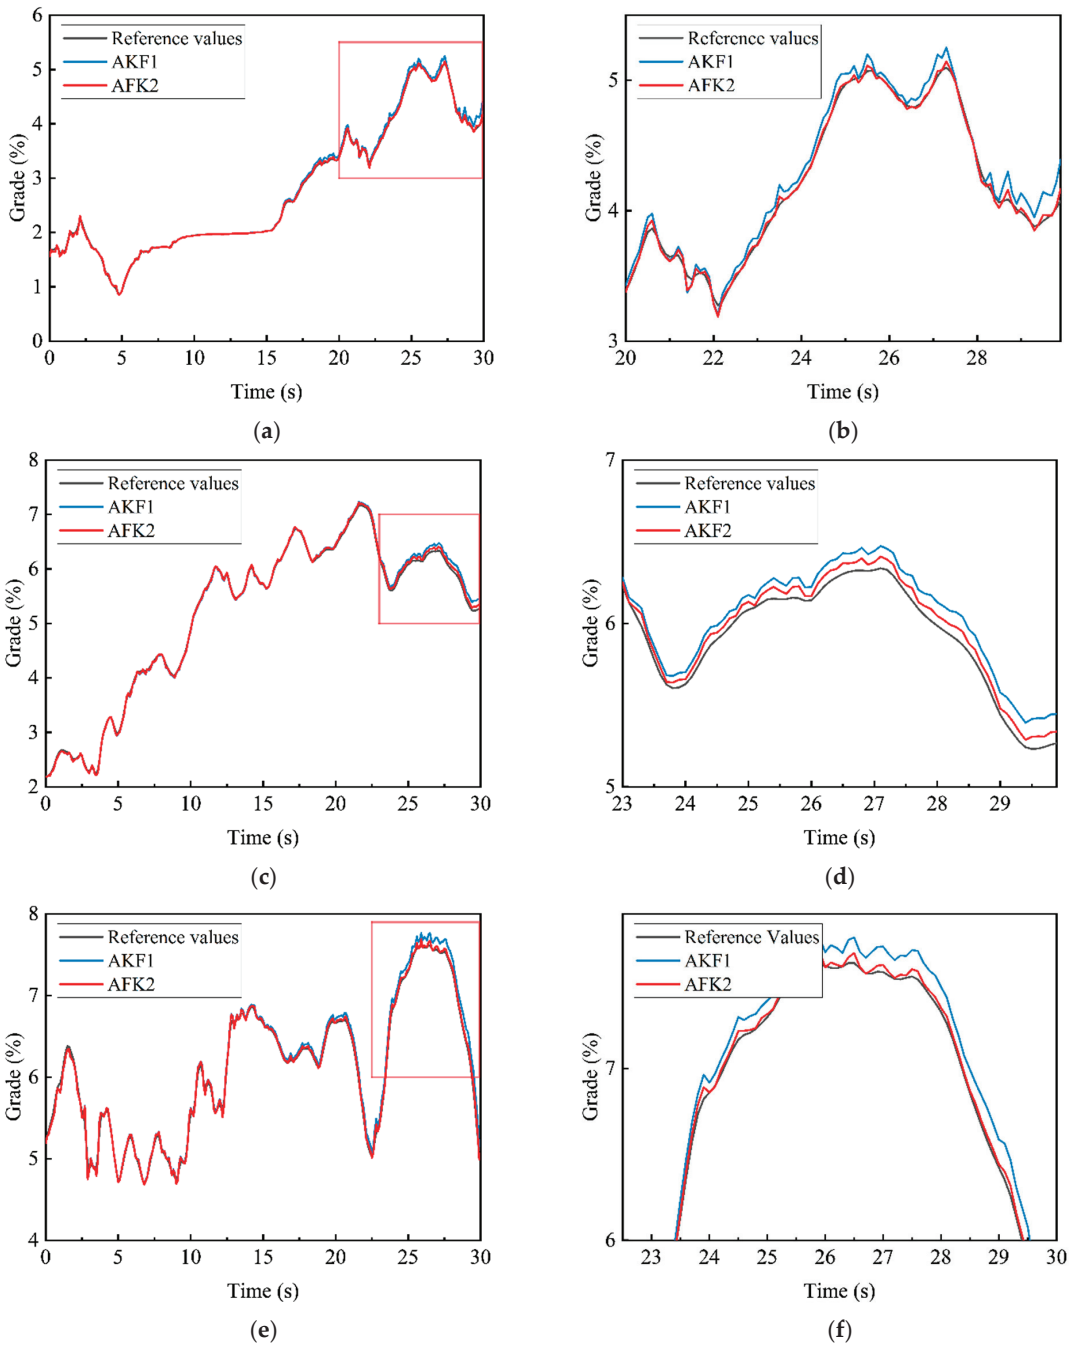 6
5
4
3
2
1
0
Grade (%)
Reference values
AKF1
AFK2
0 5 10 15 20 25 30
Time (s)
(a)
5
4
3
Grade (%)
Reference values
AKF1
AFK2
20 22 24 26 28
Time (s)
(b)
8
7
6
5
4
3
2
Grade (%)
Reference values
AKF1
AFK2
0 5 10 15 20 25 30
Time (s)
(c)
7
6
5
Grade (%)
Reference values
AKF1
AKF2
23 24 25 26 27 28 29
Time (s)
(d)
8
7
6
5
4
Grade (%)
Reference values
AKF1
AFK2
0 5 10 15 20 25 30
Time (s)
(e)
7
6
Grade (%)
Reference Values
AKF1
AKF2
23 24 25 26 27 28 29 30
Time (s)
(f)